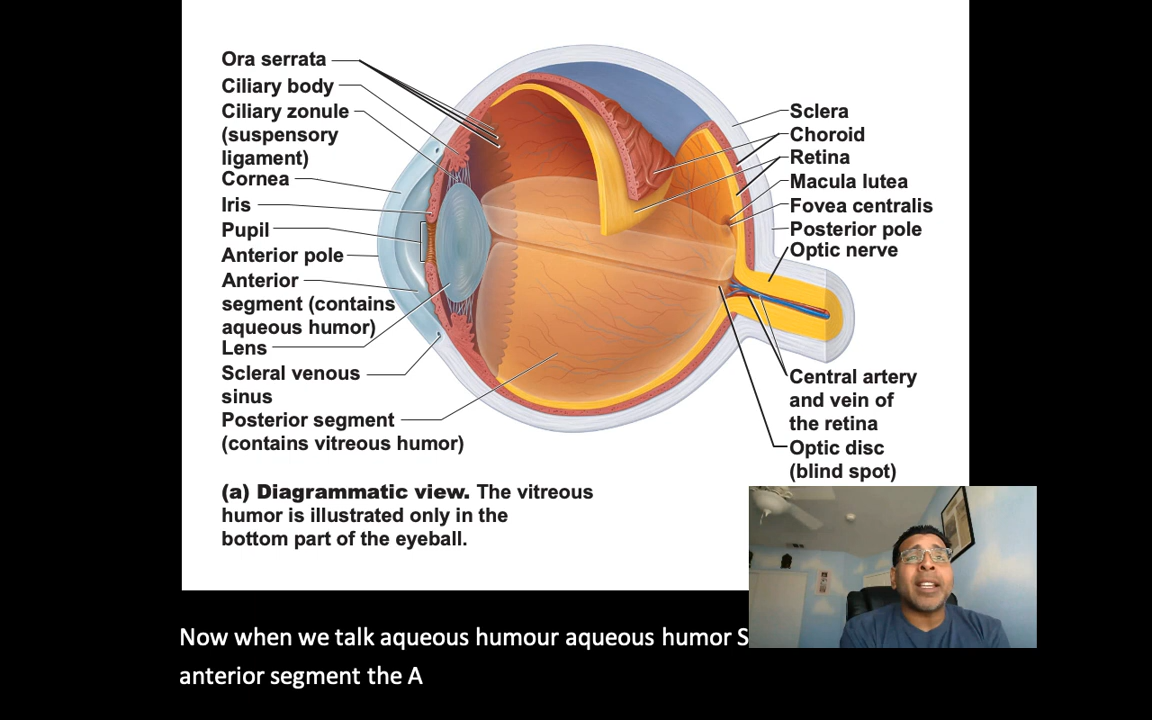 Ora serrata
Ciliary body
Ciliary zonule
(suspensory
ligament)
Cornea
Iris
Pupil
Anterior pole
Anterior
segment (contains
aqueous humor)
Lens
Scleral venous
sinus
Posterior segment
(contains vitreous humor)
Sclera
Choroid
Retina
Macula lutea
Fovea centralis
Posterior pole
Optic nerve
Central artery
and vein of
the retina
Optic disc
(blind spot)
(a) Diagrammatic view. The vitreous
humor is illustrated only in the
bottom part of the eyeball.
Now when we talk aqueous humour aqueous humor S
anterior segment the A